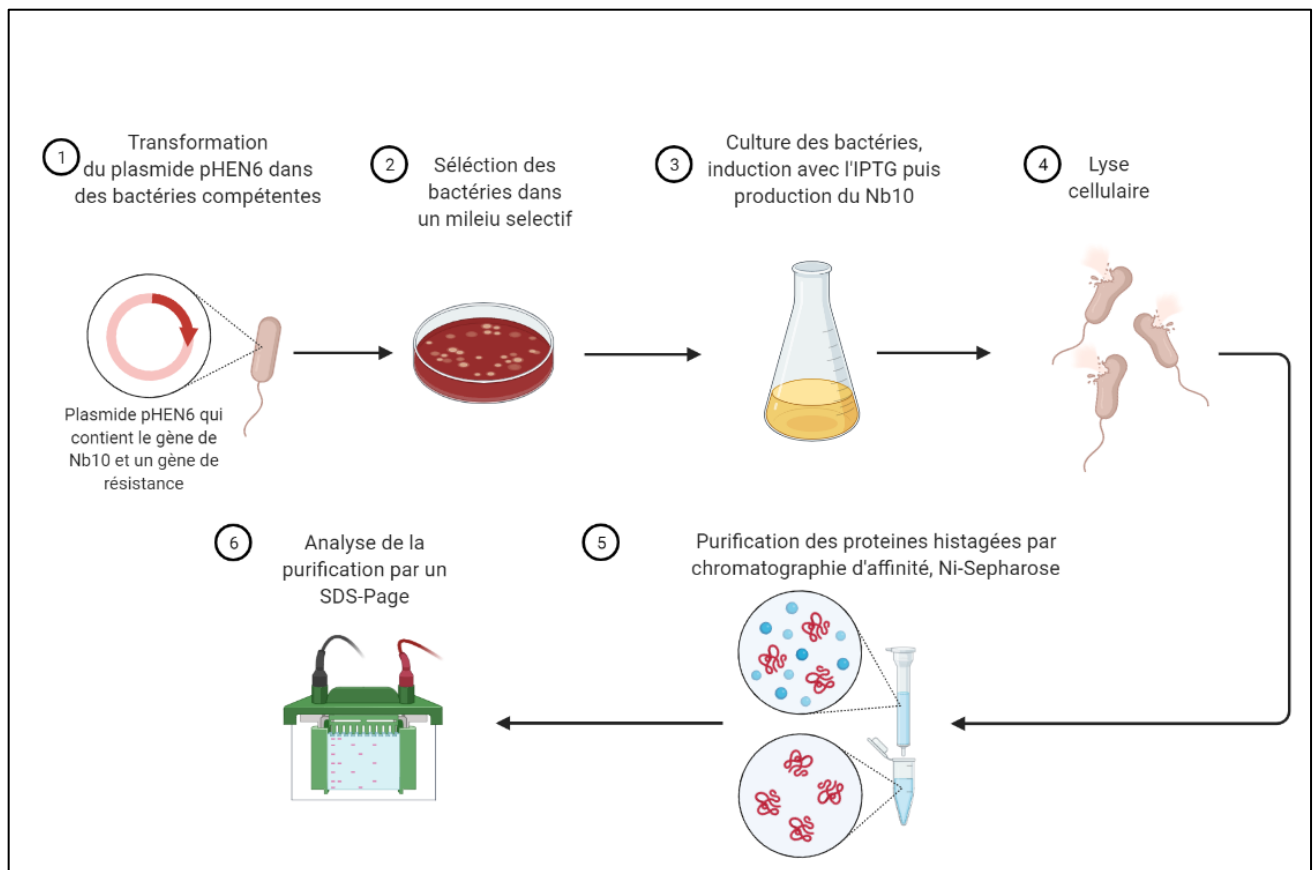 1
Transformation
du plasmide pHEN6 dans
des bactéries compétentes
Plasmide pHEN6 qui
contient le gène de
Nb10 et un gène de
résistance
2
Séléction des
bactéries dans
un mileiu selectif
3
Culture des bactéries,
induction avec l'IPTG puis
production du Nb10
4
Lyse
cellulaire
5
Purification des proteines histagées par
chromatographie d'affinité, Ni-Sepharose
6
Analyse de la
purification par un
SDS-Page